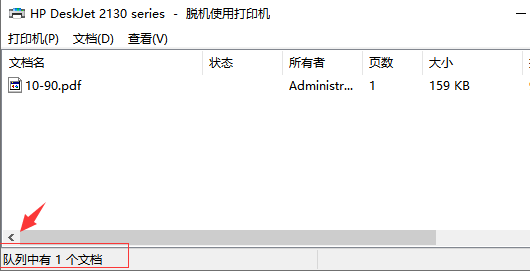 HP DeskJet 2130 series - 脱机使用打印机
打印机(P) 文档(D) 查看(V)
文档名 状态 所有者 页数 大小
10-90.pdf Administr... 1 159 KB
队列中有 1 个文档